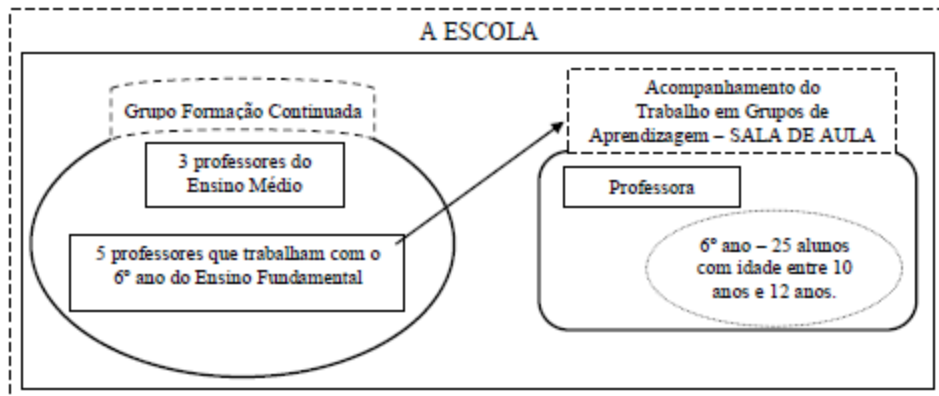 A ESCOLA
Grupo Formação Continuada
3 professores do
Ensino Médio
5 professores que trabalham com o
6º ano do Ensino Fundamental
Acompanhamento do
Trabalho em Grupos de
Aprendizagem – SALA DE AULA
Professora
6º ano – 25 alunos
com idade entre 10
anos e 12 anos.